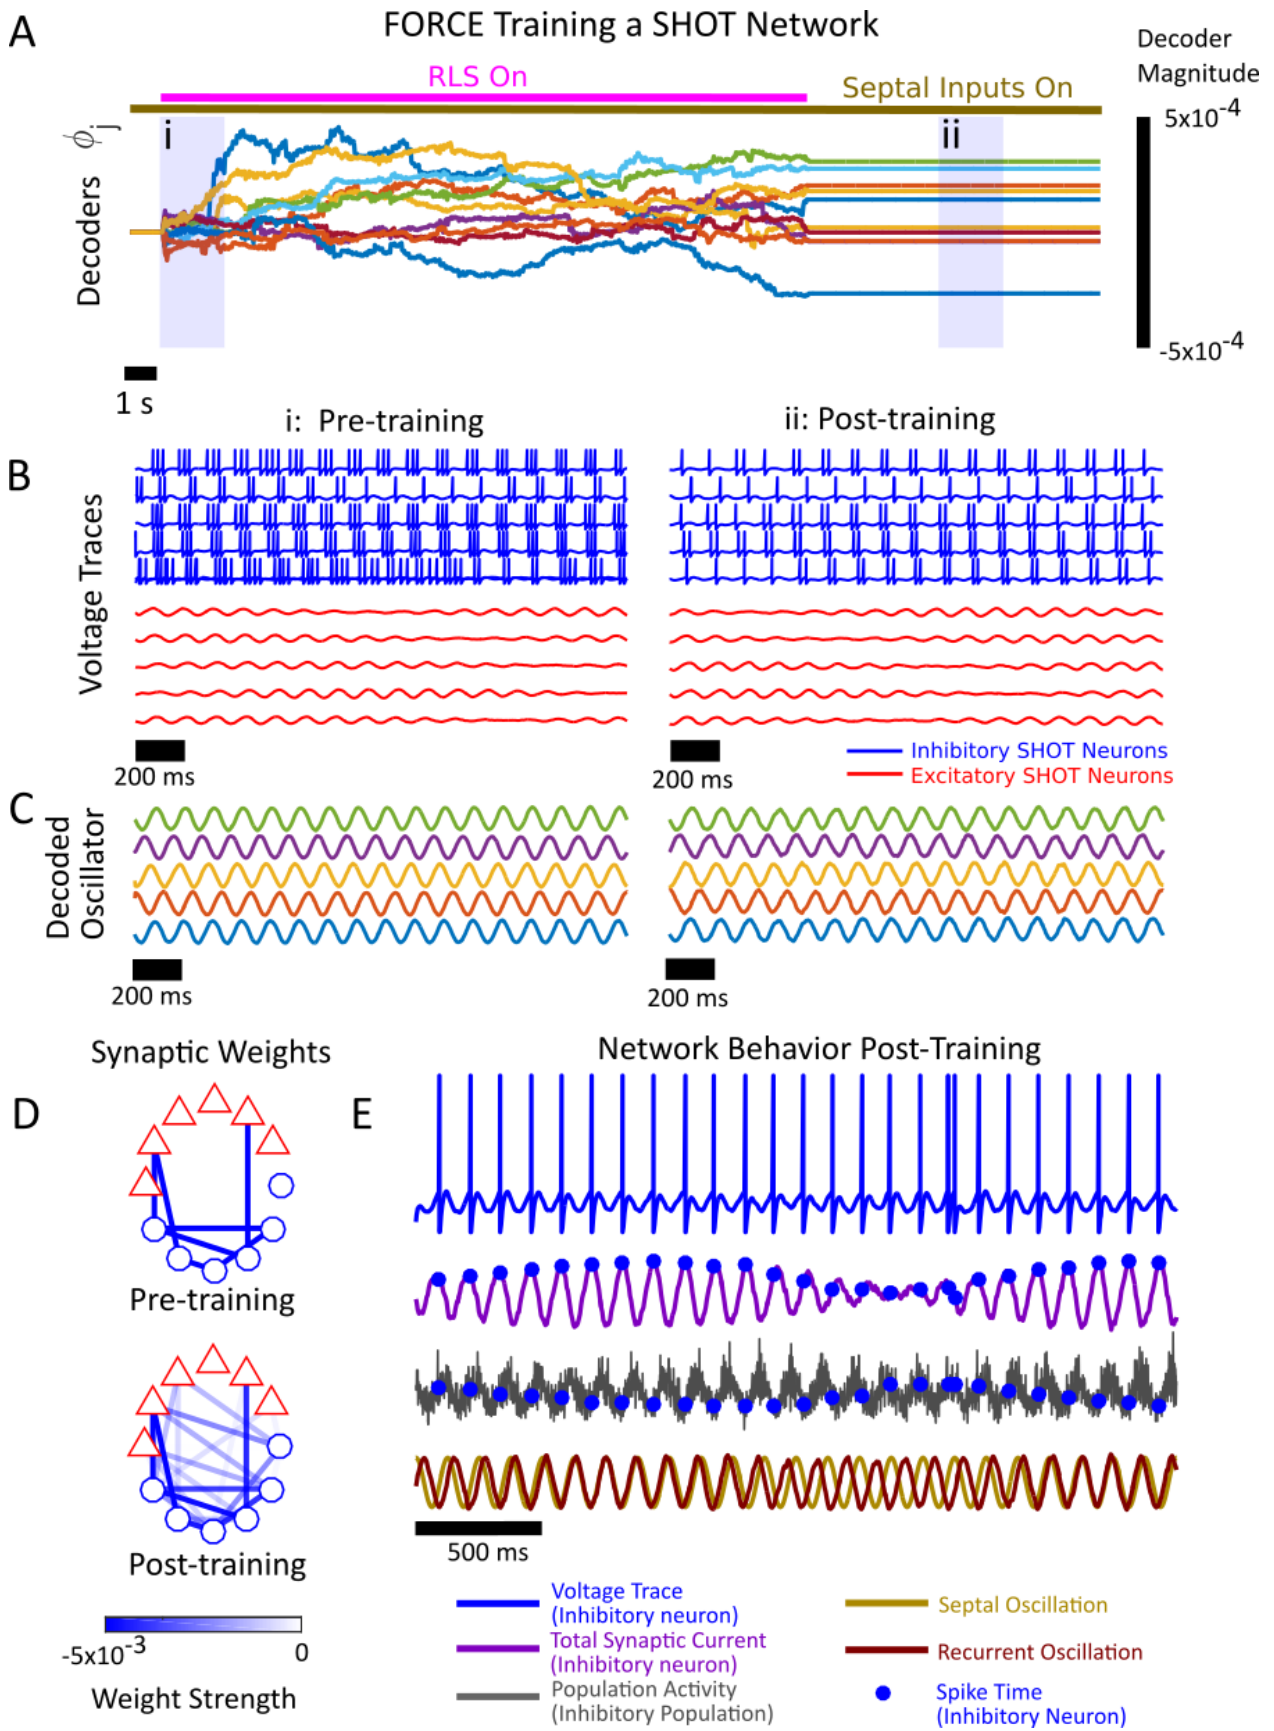 A
FORCE Training a SHOT Network
Decoder
Magnitude
RLS On
Septal Inputs On
5x10-4
ϕj
i
ii
Decoders
-5x10-4
1 s
i: Pre-training
ii: Post-training
B
Voltage Traces
200 ms
200 ms
Inhibitory SHOT Neurons
Excitatory SHOT Neurons
C
Decoded
Oscillator
200 ms
200 ms
Synaptic Weights
Network Behavior Post-Training
D
E
Pre-training
Post-training
500 ms
-5x10-3
0
Weight Strength
Voltage Trace
(Inhibitory neuron)
Total Synaptic Current
(Inhibitory neuron)
Population Activity
(Inhibitory Population)
Septal Oscillation
Recurrent Oscillation
Spike Time
(Inhibitory Neuron)